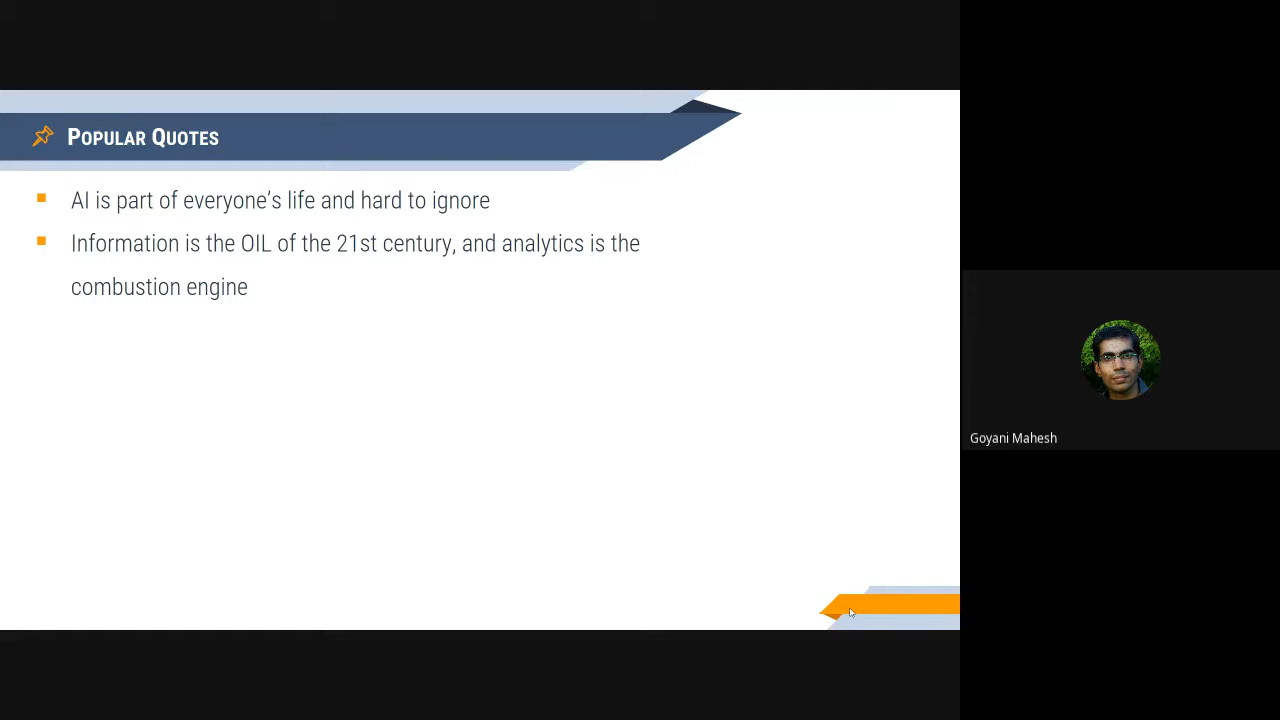 Popular Quotes
AI is part of everyone’s life and hard to ignore
Information is the OIL of the 21st century, and analytics is the
combustion engine
Goyani Mahesh